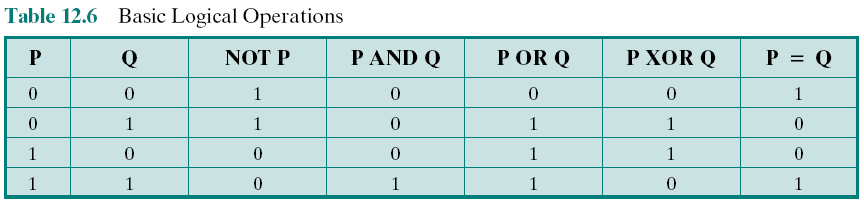 Table 12.6 Basic Logical Operations
P Q NOT P P AND Q P OR Q P XOR Q P = Q
0 0 1 0 0 0 1
0 1 1 0 1 1 0
1 0 0 0 1 1 0
1 1 0 1 1 0 1